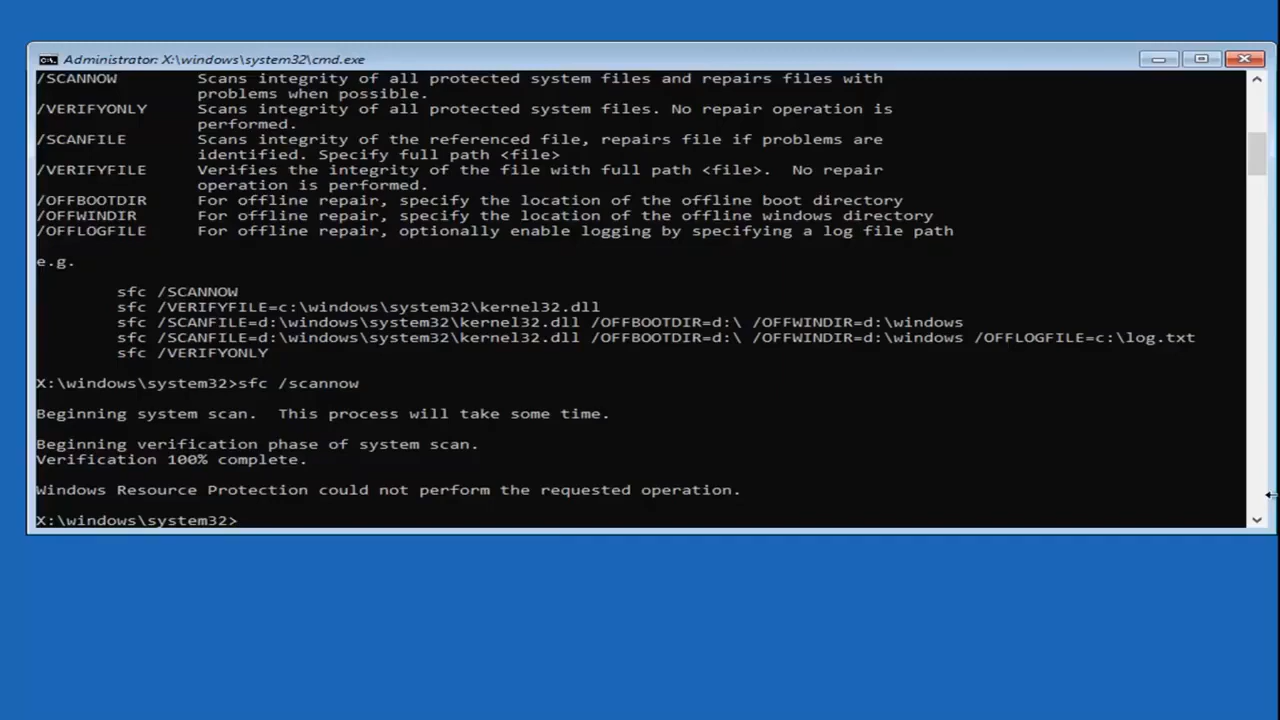 Administrator: X:\windows\system32\cmd.exe
/SCANNOW        Scans integrity of all protected system files and repairs files with
                problems when possible.
/VERIFYONLY     Scans integrity of all protected system files. No repair operation is
                performed.
/SCANFILE       Scans integrity of the referenced file, repairs file if problems are
                identified. Specify full path <file>
/VERIFYFILE     Verifies the integrity of the file with full path <file>.  No repair
                operation is performed.
/OFFBOOTDIR     For offline repair, specify the location of the offline boot directory
/OFFWINDIR      For offline repair, specify the location of the offline windows directory
/OFFLOGFILE     For offline repair, optionally enable logging by specifying a log file path
e.g.
        sfc /SCANNOW
        sfc /VERIFYFILE=c:\windows\system32\kernel32.dll
        sfc /SCANFILE=d:\windows\system32\kernel32.dll /OFFBOOTDIR=d:\ /OFFWINDIR=d:\windows
        sfc /SCANFILE=d:\windows\system32\kernel32.dll /OFFBOOTDIR=d:\ /OFFWINDIR=d:\windows /OFFLOGFILE=c:\log.txt
        sfc /VERIFYONLY
X:\windows\system32>sfc /scannow
Beginning system scan.  This process will take some time.
Beginning verification phase of system scan.
Verification 100% complete.
Windows Resource Protection could not perform the requested operation.
X:\windows\system32>